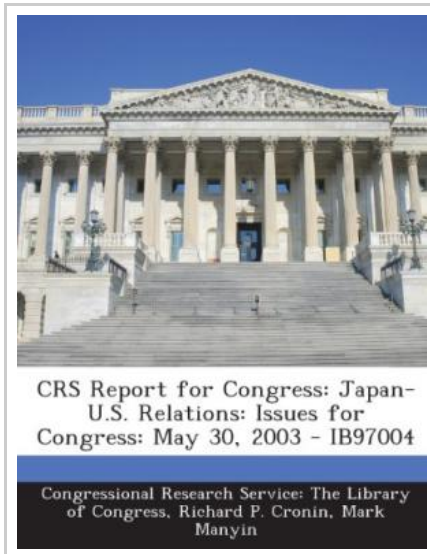 CRS Report for Congress: Japan-
U.S. Relations: Issues for
Congress: May 30, 2003 - IB97004
Congressional Research Service: The Library
of Congress, Richard P. Cronin, Mark
Manyin